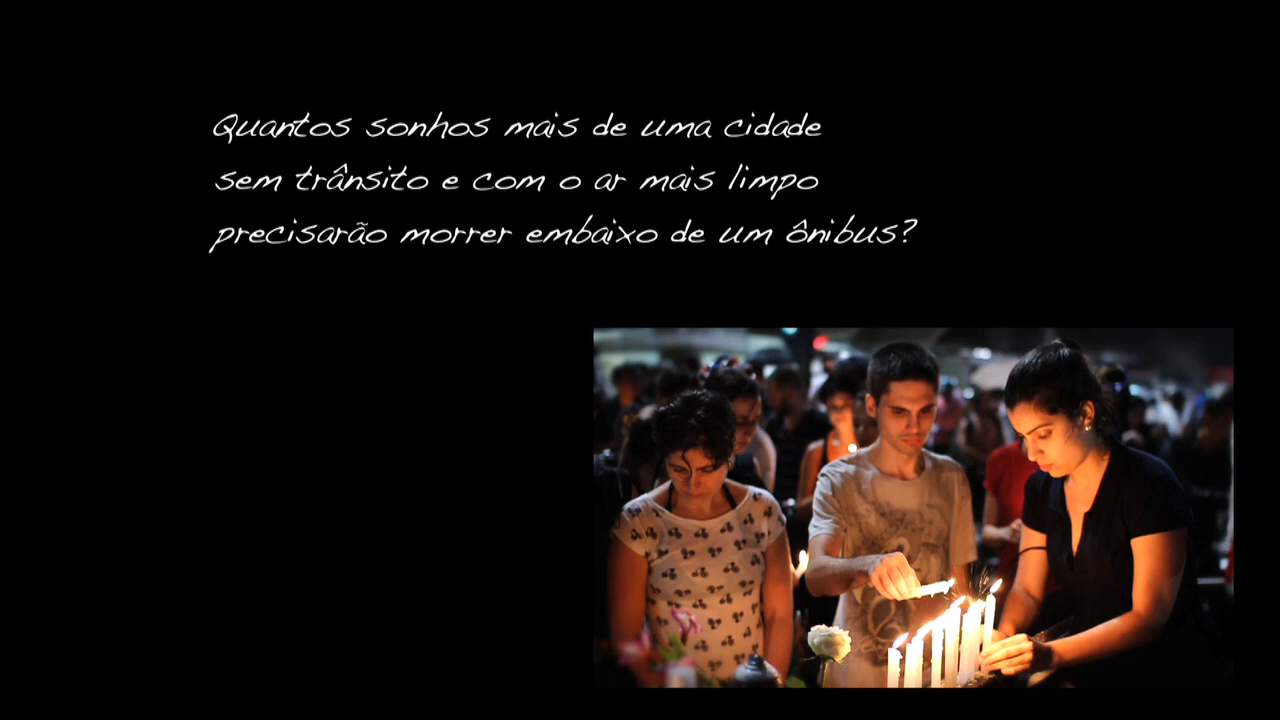 Quantos sonhos mais de uma cidade
sem trânsito e com o ar mais limpo
precisarão morrer embaixo de um ônibus?